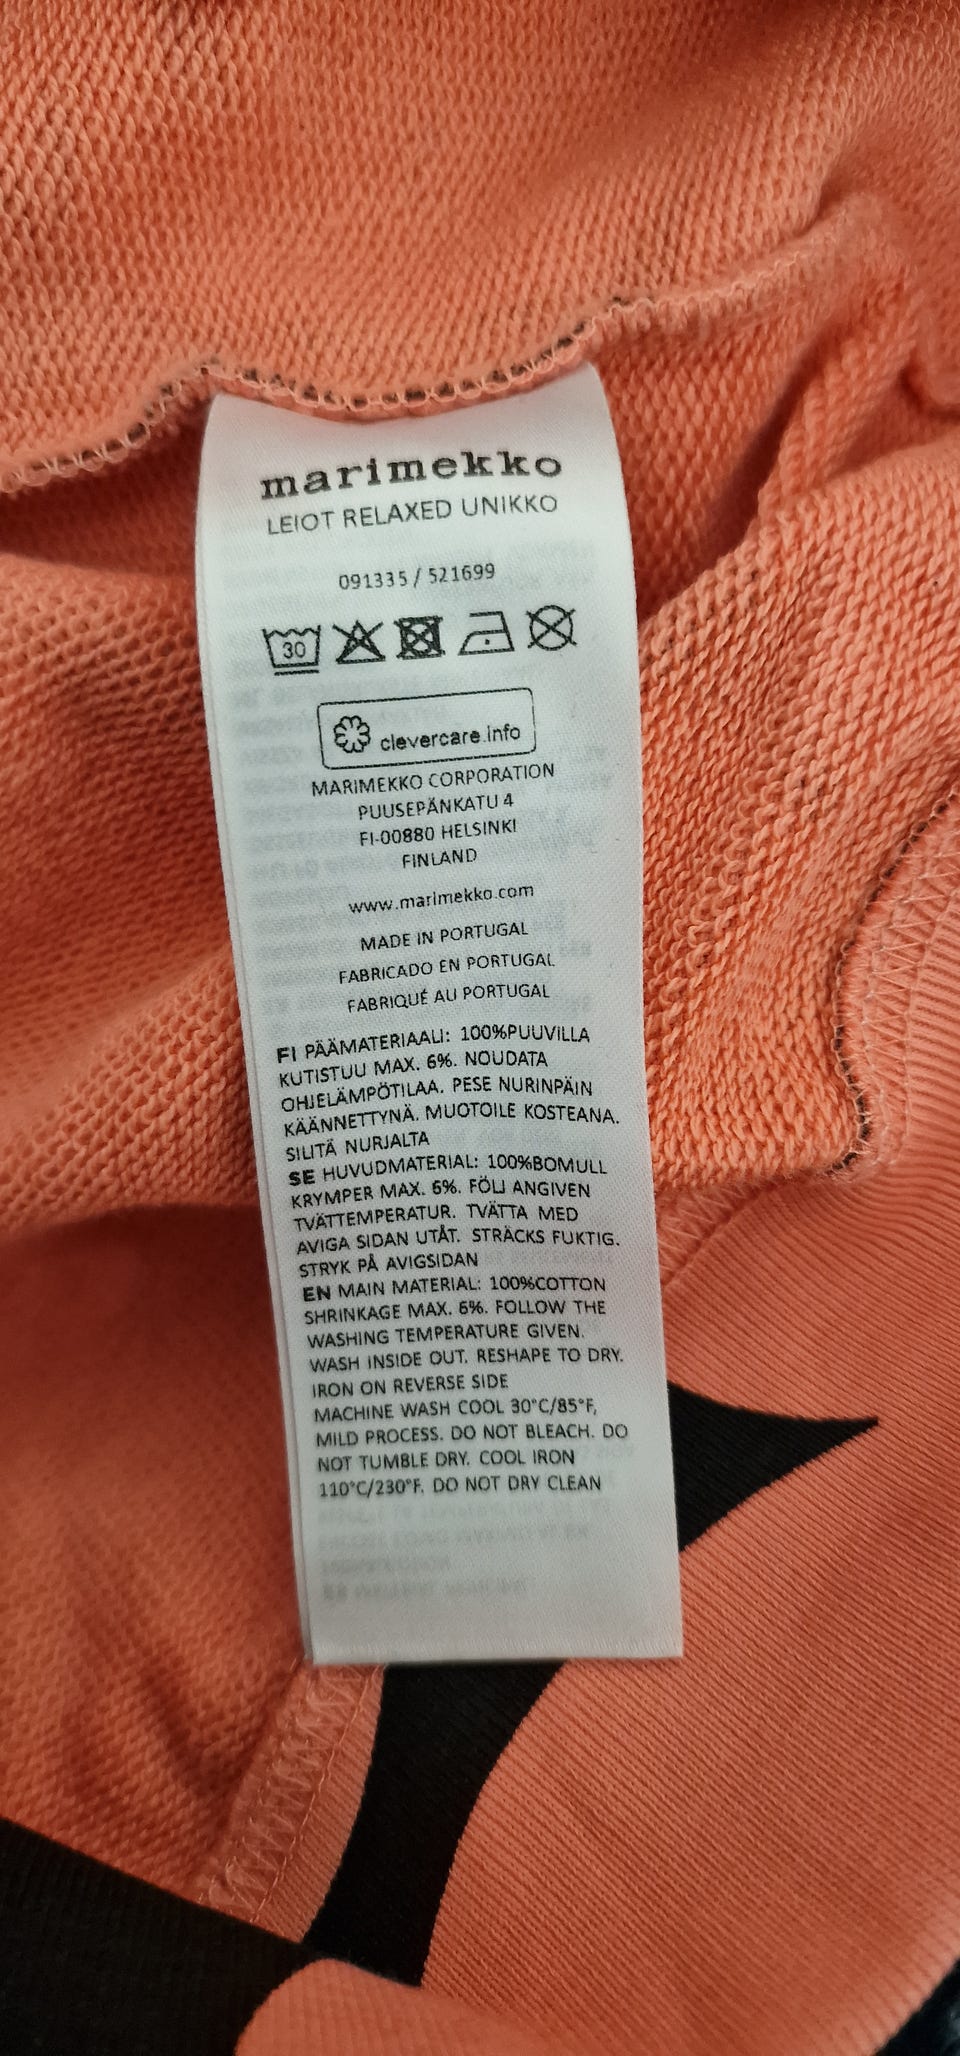 marimekko
LEIOT RELAXED UNIKKO
091335 / 521699
30
clevercare.info
MARIMEKKO CORPORATION
PUUSEPÄNKATU 4
FI-00880 HELSINKI
FINLAND
www.marimekko.com
MADE IN PORTUGAL
FABRICADO EN PORTUGAL
FABRIQUÉ AU PORTUGAL
FI PÄÄMATERIAALI: 100%PUUVILLA
KUTISTUU MAX. 6%. NOUDATA
OHJELÄMPÖTILAA. PESE NURINPÄIN
KÄÄNNETTYNÄ. MUOTOILE KOSTEANA.
SILITÄ NURJALTA
SE HUVUDMATERIAL: 100%BOMULL
KRYMPER MAX. 6%. FÖLJ ANGIVEN
TVÄTTEMPERATUR. TVÄTTA MED
AVIGA SIDAN UTÅT. STRÄCKS FUKTIG.
STRYK PÅ AVIGSIDAN
EN MAIN MATERIAL: 100%COTTON
SHRINKAGE MAX. 6%. FOLLOW THE
WASHING TEMPERATURE GIVEN.
WASH INSIDE OUT. RESHAPE TO DRY.
IRON ON REVERSE SIDE
MACHINE WASH COOL 30°C/85°F,
MILD PROCESS. DO NOT BLEACH. DO
NOT TUMBLE DRY. COOL IRON
110°C/230°F. DO NOT DRY CLEAN